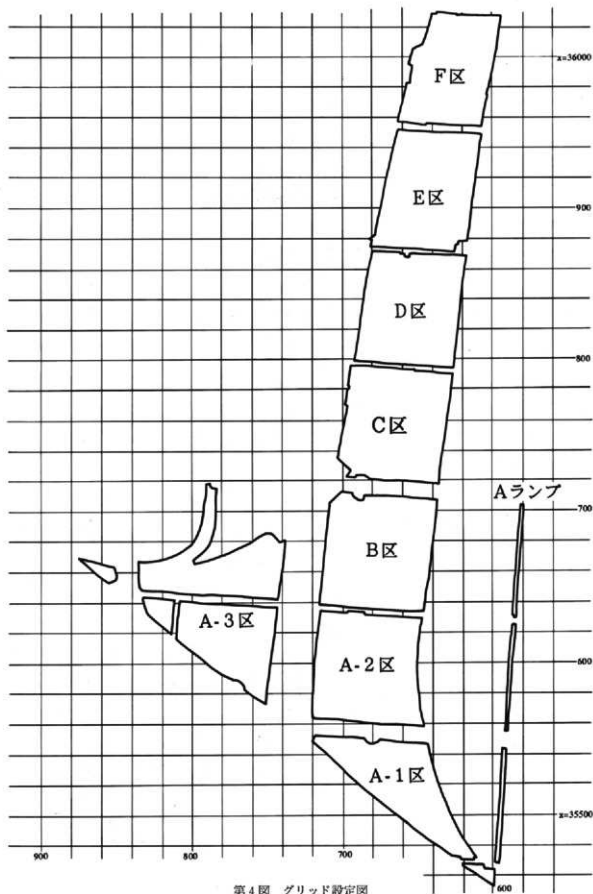 F区
x=36000
E区
900
D区
800
C区
Aランプ
700
B区
A-3区
A-2区
600
A-1区
x=35500
900
800
700
600
第4図 グリッド設定図